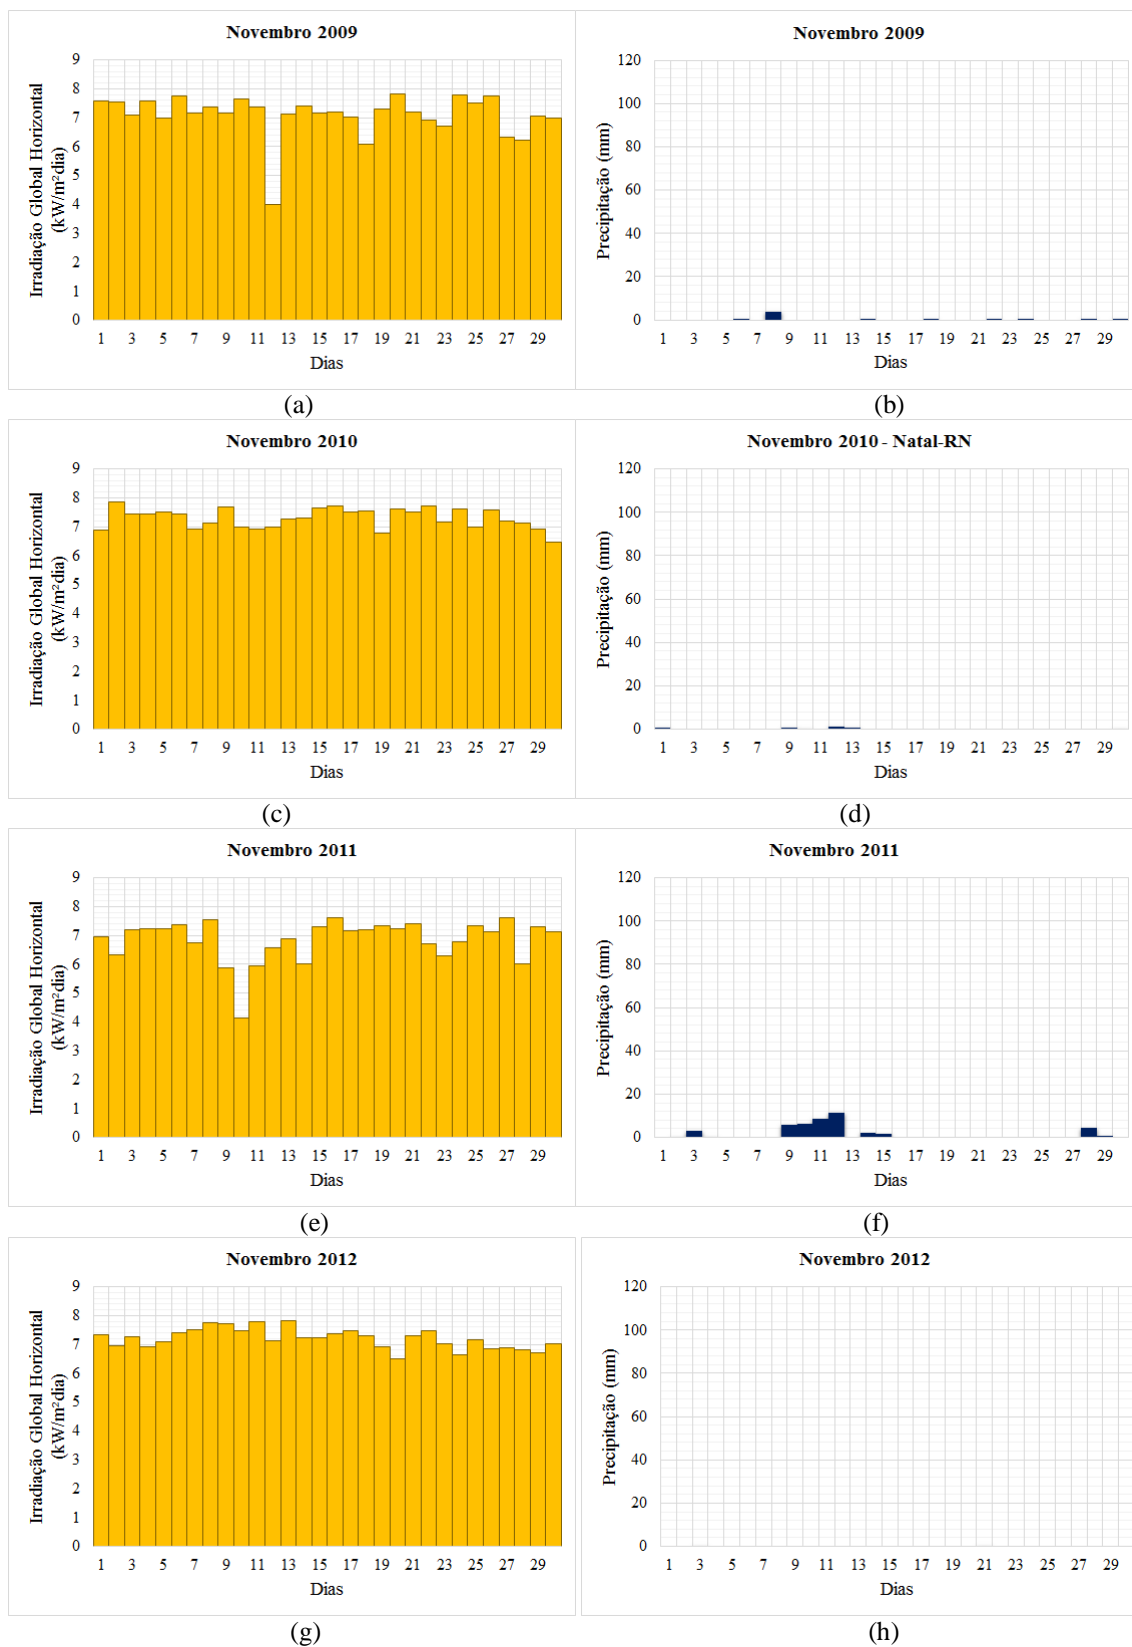 Novembro 2009
Irradiação Global Horizontal
(kW/m²dia)
9
8
7
6
5
4
3
2
1
0
1 3 5 7 9 11 13 15 17 19 21 23 25 27 29
Dias
(a)
Novembro 2009
Precipitação (mm)
120
100
80
60
40
20
0
1 3 5 7 9 11 13 15 17 19 21 23 25 27 29
Dias
(b)
Novembro 2010
Irradiação Global Horizontal
(kW/m²dia)
9
8
7
6
5
4
3
2
1
0
1 3 5 7 9 11 13 15 17 19 21 23 25 27 29
Dias
(c)
Novembro 2010 - Natal-RN
Precipitação (mm)
120
100
80
60
40
20
0
1 3 5 7 9 11 13 15 17 19 21 23 25 27 29
Dias
(d)
Novembro 2011
Irradiação Global Horizontal
(kW/m²dia)
9
8
7
6
5
4
3
2
1
0
1 3 5 7 9 11 13 15 17 19 21 23 25 27 29
Dias
(e)
Novembro 2011
Precipitação (mm)
120
100
80
60
40
20
0
1 3 5 7 9 11 13 15 17 19 21 23 25 27 29
Dias
(f)
Novembro 2012
Irradiação Global Horizontal
(kW/m²dia)
9
8
7
6
5
4
3
2
1
0
1 3 5 7 9 11 13 15 17 19 21 23 25 27 29
Dias
(g)
Novembro 2012
Precipitação (mm)
120
100
80
60
40
20
0
1 3 5 7 9 11 13 15 17 19 21 23 25 27 29
Dias
(h)